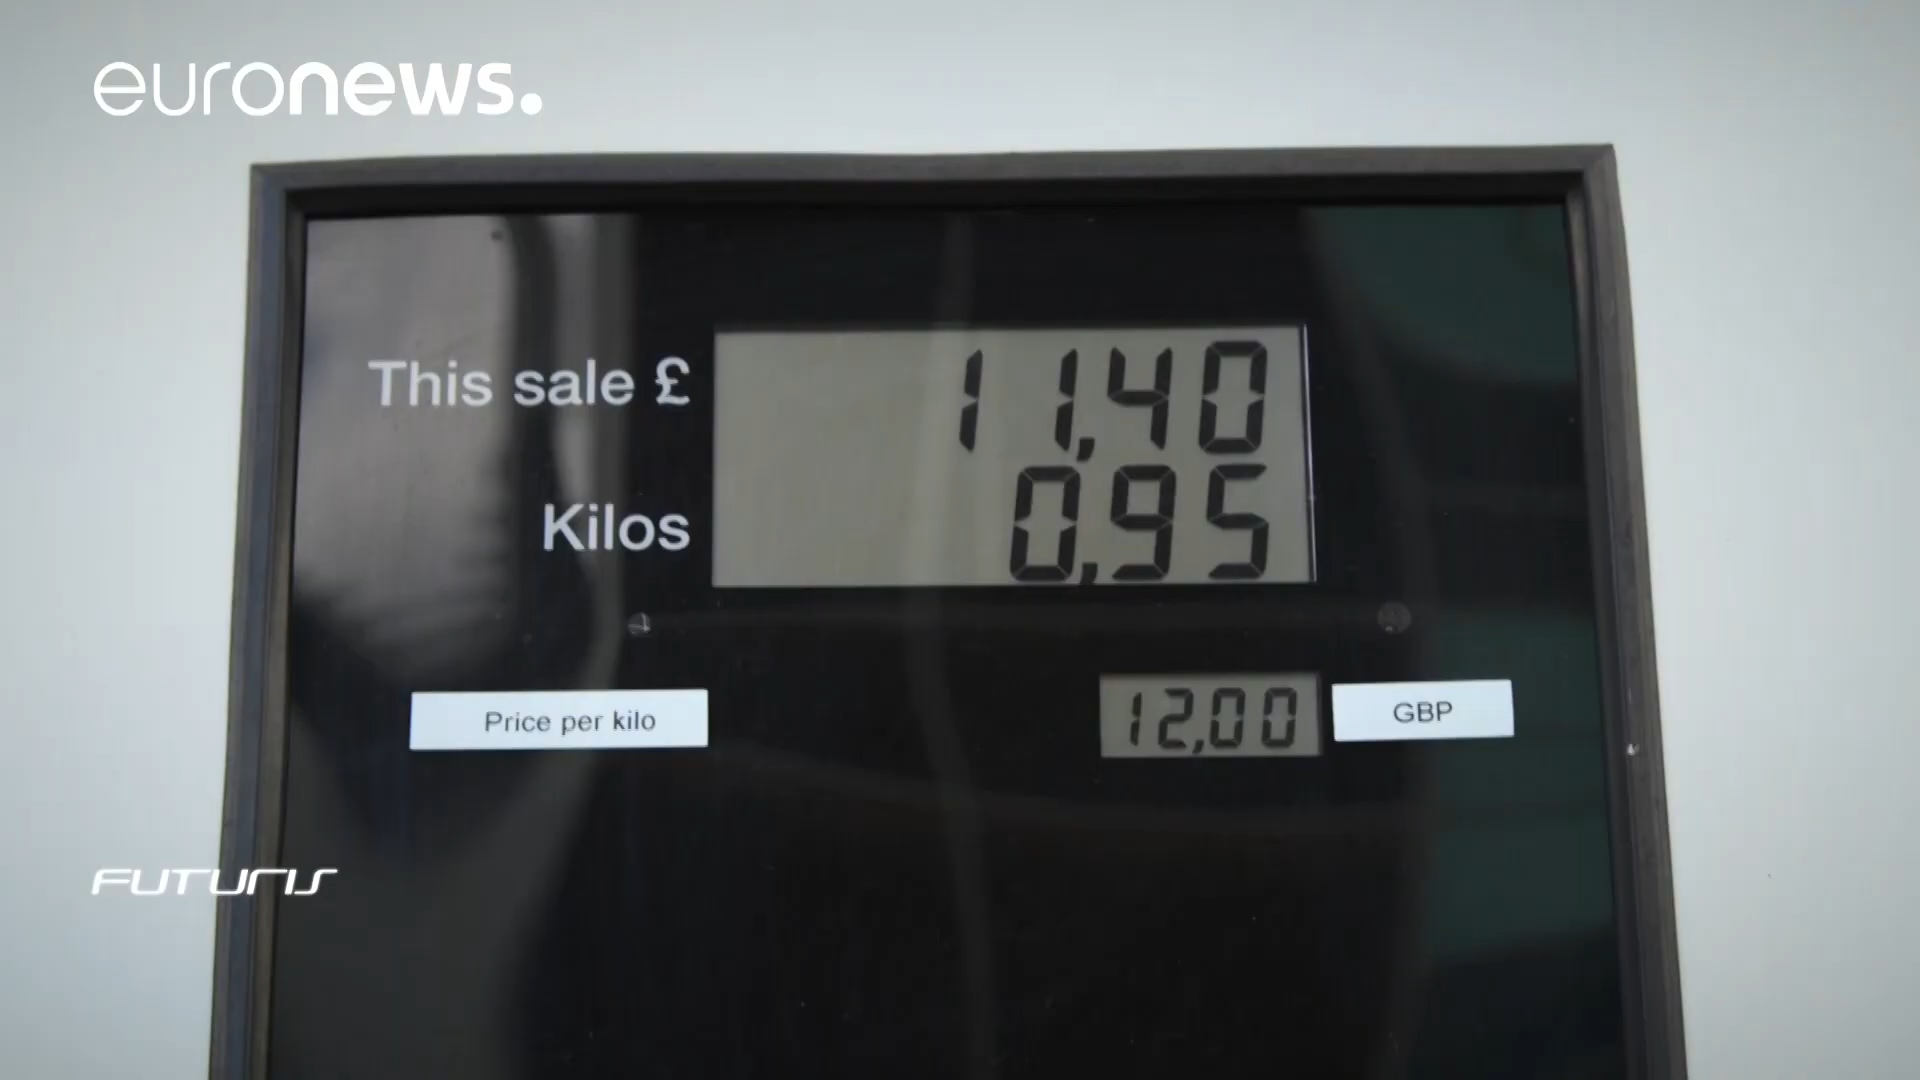 euronews.
This sale £ 11,40
Kilos 0,95
Price per kilo 12,00 GBP
FUTURIS